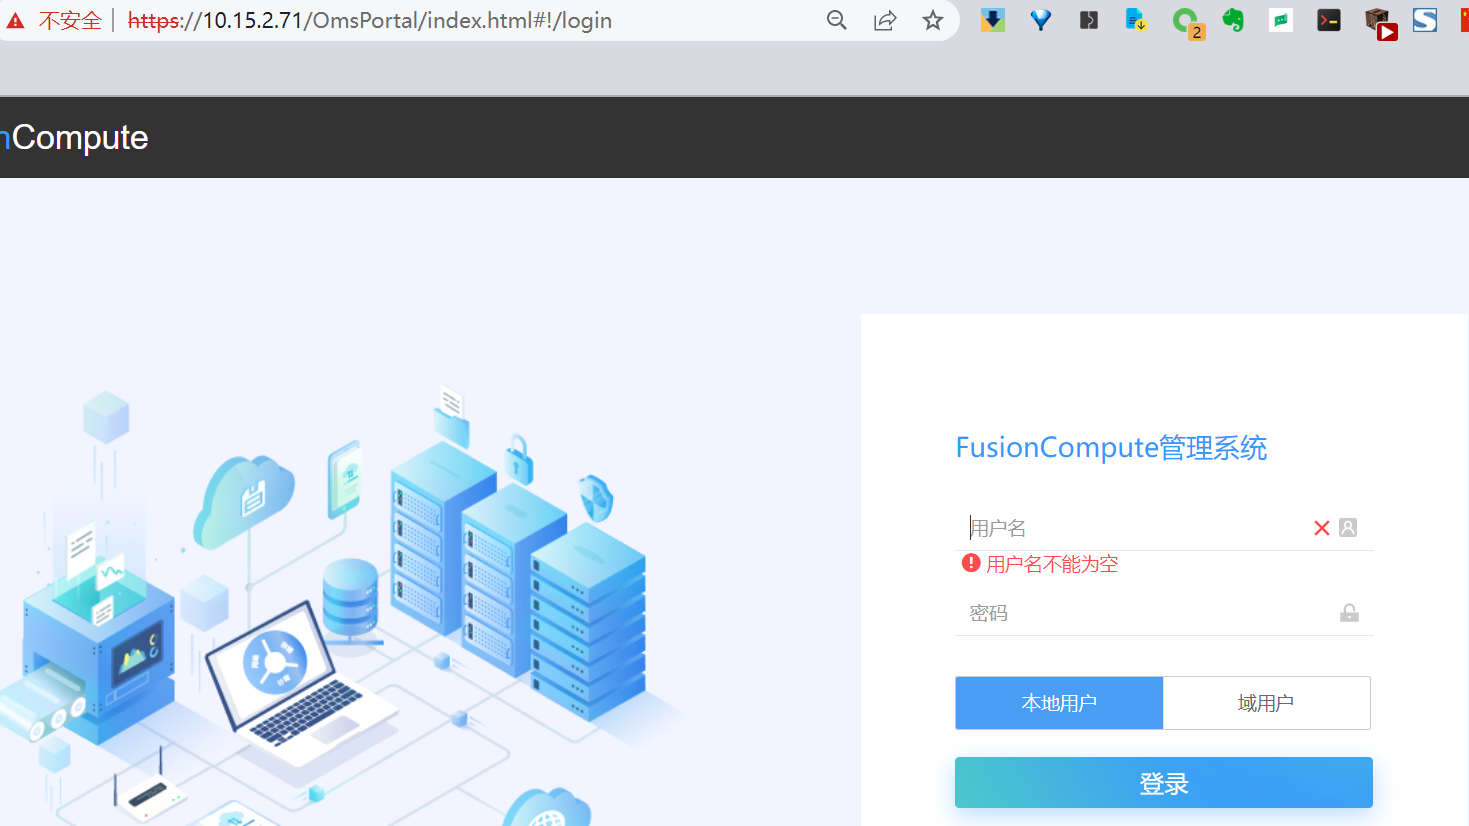 不安全 https://10.15.2.71/OmsPortal/index.html#!/login
2
nCompute
FusionCompute管理系统
用户名
用户名不能为空
密码
本地用户 域用户
登录